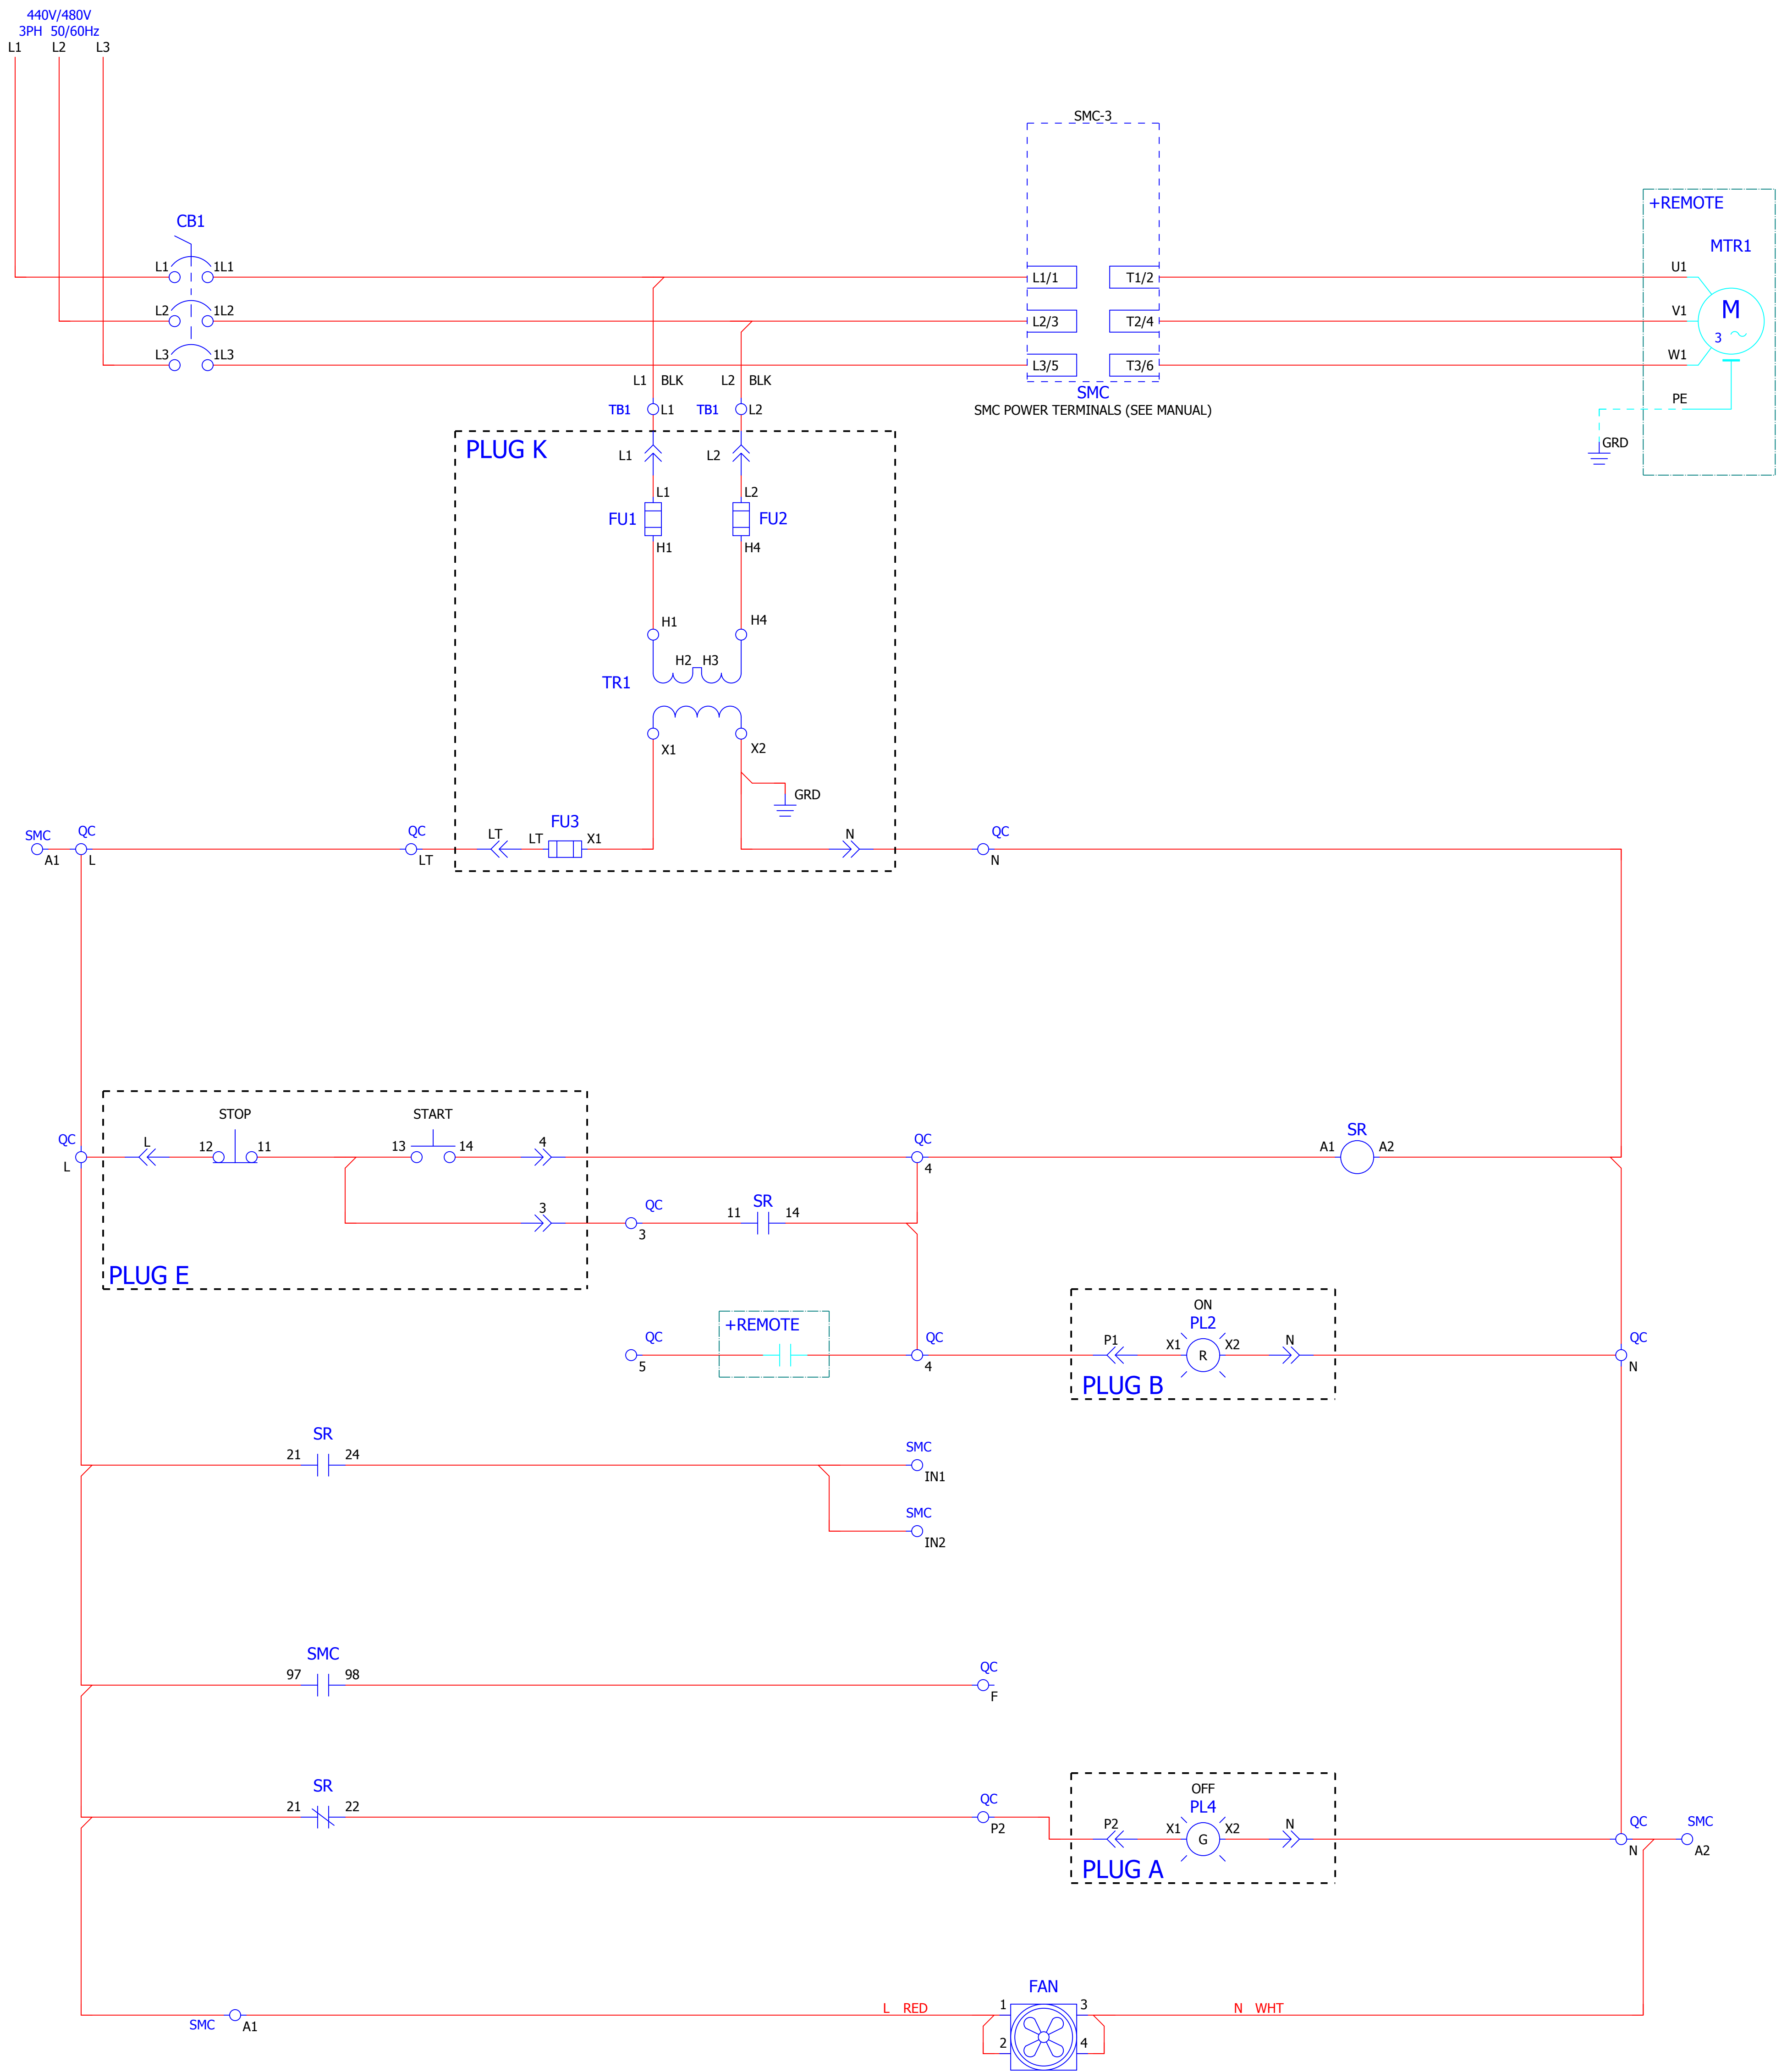 440V/480V
3PH 50/60Hz
L1 L2 L3
SMC-3
CB1
+REMOTE
MTR1
L1 1L1
L1/1 T1/2
U1
L2 1L2
L2/3 T2/4
V1
M
3
L3 1L3
L3/5 T3/6
W1
L1 BLK L2 BLK
SMC
SMC POWER TERMINALS (SEE MANUAL)
PE
TB1 L1 TB1 L2
GRD
PLUG K
L1 L2
L1 L2
FU1 FU2
H1 H4
H1 H4
H2 H3
TR1
X1 X2
GRD
SMC QC QC
LT LT FU3 X1
N QC
A1 L LT N
STOP START
QC L 12 11 13 14 4 QC
SR
A1 A2
L 4
3 QC 11 SR 14
3
PLUG E
+REMOTE
ON
PL2
QC QC P1 X1 R X2 N QC
5 4 N
PLUG B
SR
21 24
SMC
IN1
SMC
IN2
SMC
97 98
QC
F
SR
21 22
QC
P2
OFF
PL4
P2 X1 G X2 N
QC SMC
N A2
PLUG A
FAN
L RED 1 3 N WHT
SMC A1
2 4